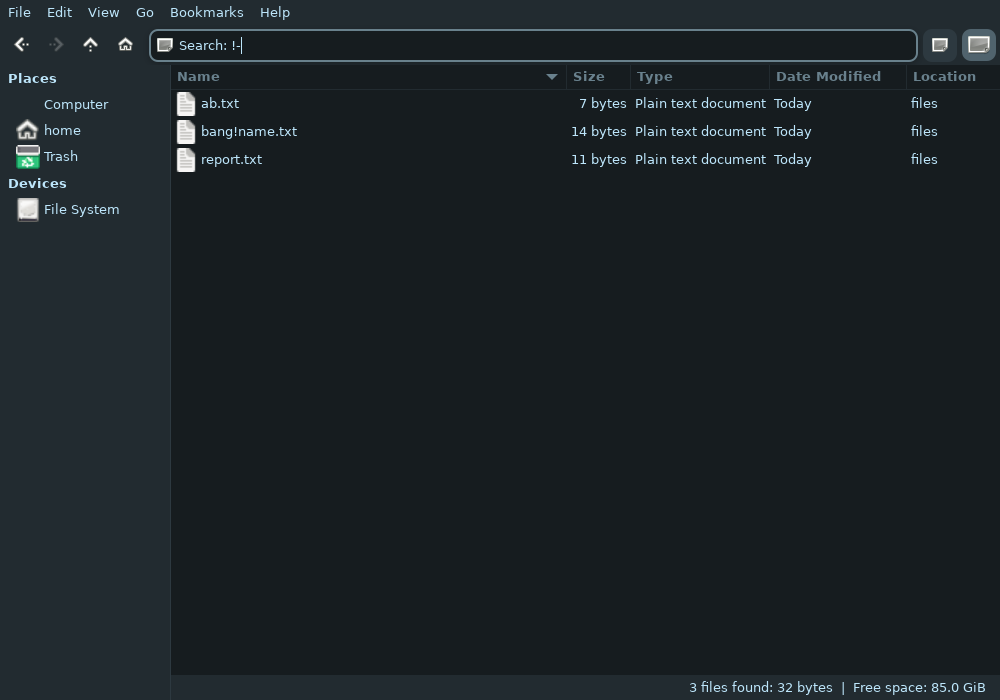 File Edit View Go Bookmarks Help
Search: !-
Places
Computer
home
Trash
Devices
File System
Name Size Type Date Modified Location
ab.txt 7 bytes Plain text document Today files
bang!name.txt 14 bytes Plain text document Today files
report.txt 11 bytes Plain text document Today files
3 files found: 32 bytes | Free space: 85.0 GiB